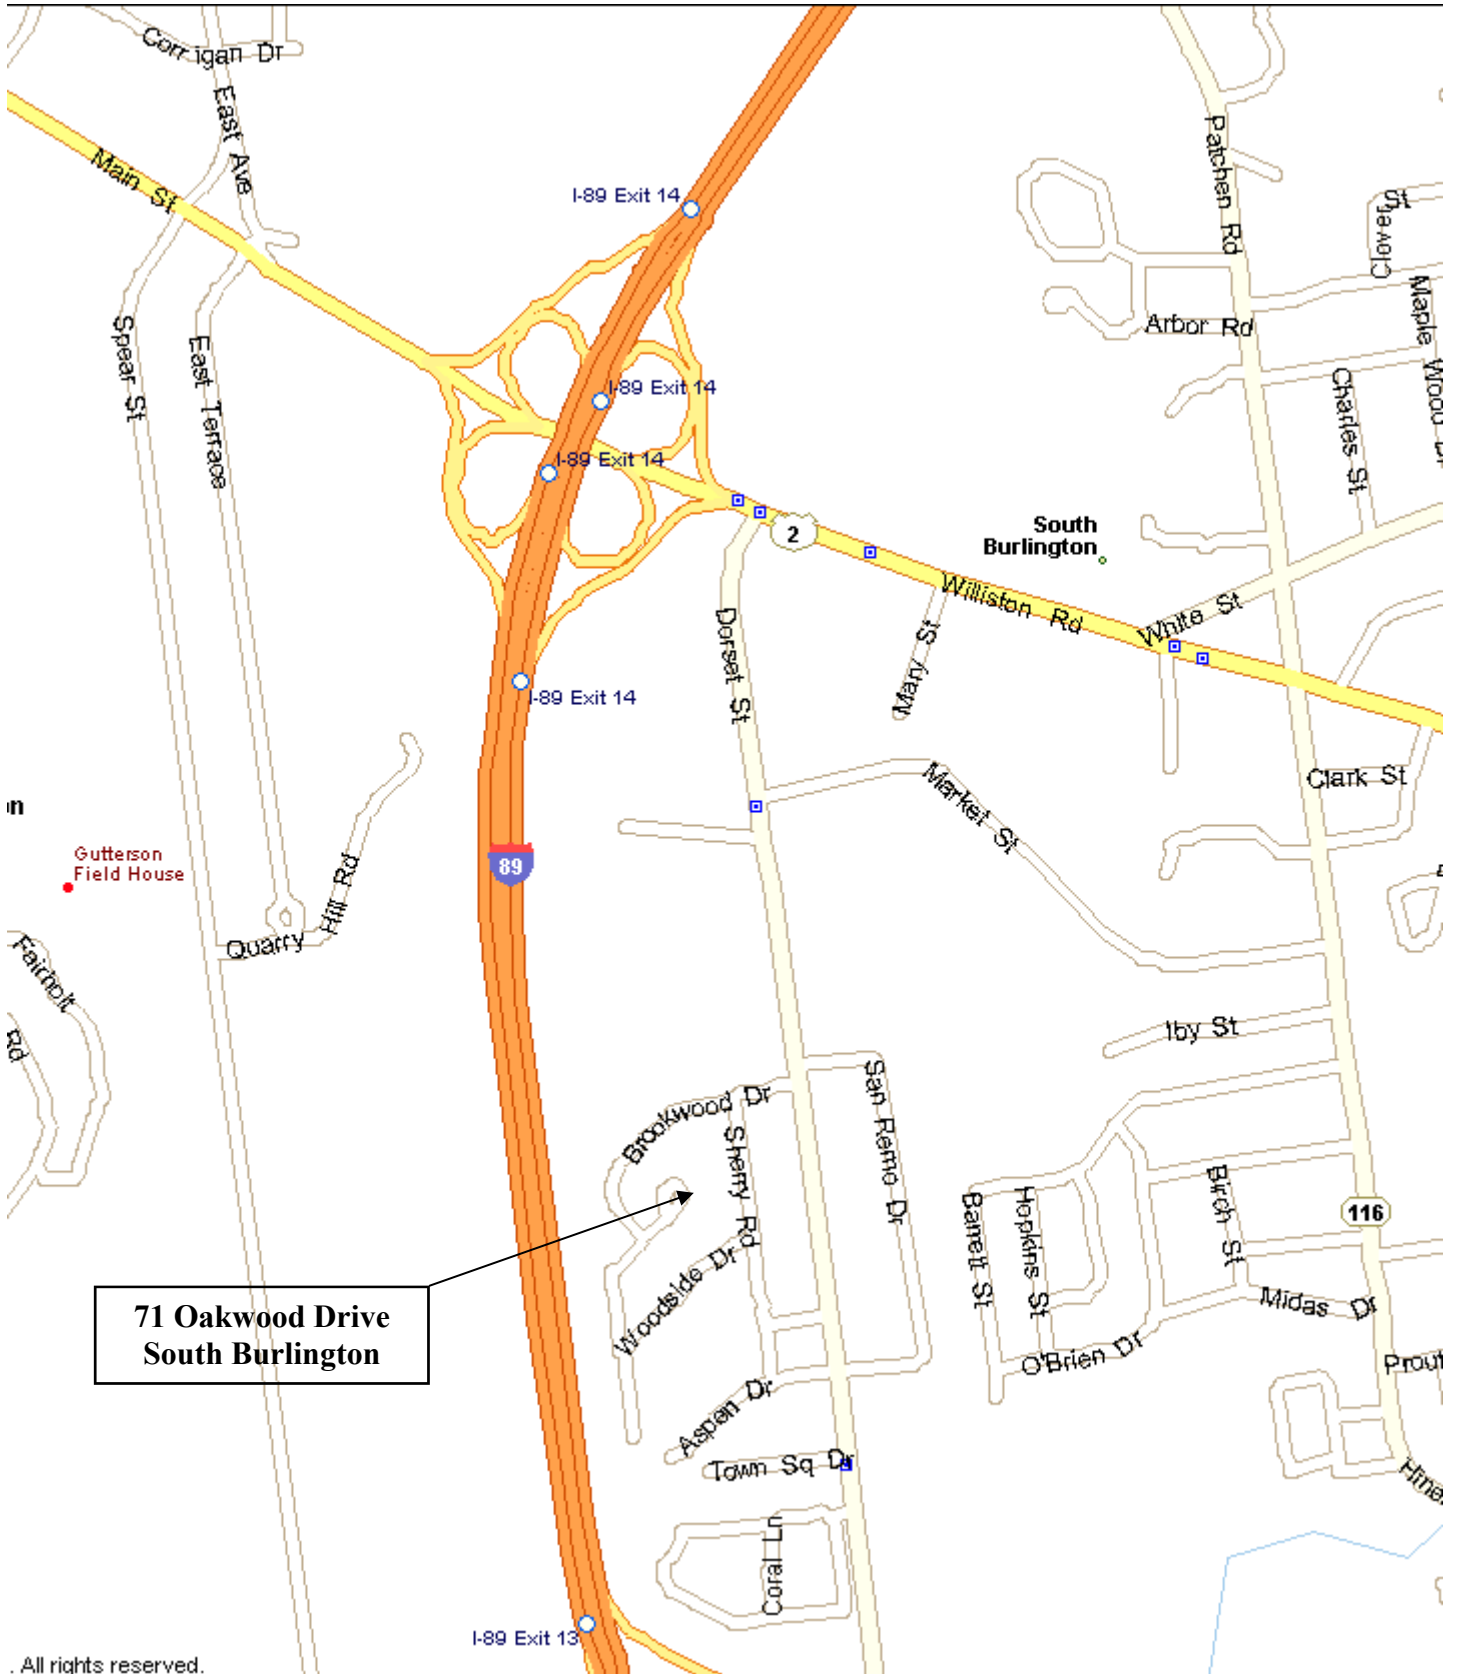 Corrigan Dr
East Ave
Main St
I-89 Exit 14
Patchen Rd
St
Clover
Maple Wood Dr
Arbor Rd
Spear St
East Terrace
I-89 Exit 14
Charles St
I-89 Exit 14
2
South
Burlington
Williston Rd
White St
Mary St
Dorset St
I-89 Exit 14
Market St
Clark St
Gutterson
Field House
89
Hill Rd
Quarry
Fairholt
Rd
Iby St
San Remo Dr
Brookwood Dr
Sherry Rd
Barrett St
Hopkins St
Birch St
116
Woodside Dr
71 Oakwood Drive
South Burlington
Midas Dr
O'Brien Dr
Prout
Aspen Dr
Town Sq Dr
Hine
Coral Ln
I-89 Exit 13
. All rights reserved.